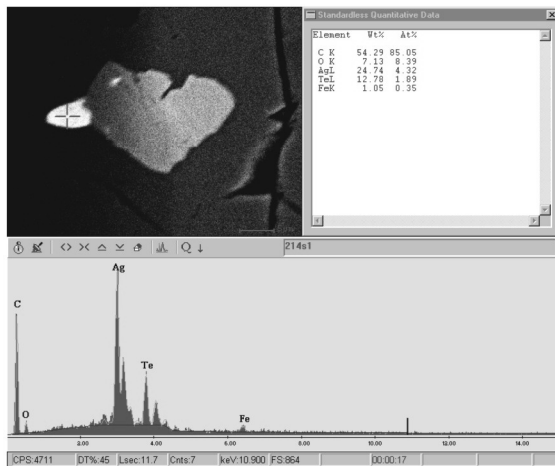 Standardless Quantitative Data
Element Wt% At%
C K 54.29 85.05
O K 7.13 8.39
AgL 24.74 4.32
TeL 12.78 1.89
FeK 1.05 0.35
214s1
Ag
C
Te
O
Fe
2.00 4.00 6.00 8.00 10.00 12.00 14.00
CPS:4711 DT%:45 Lsec:11.7 Cnts:7 keV:10.900 FS:864 00:00:17